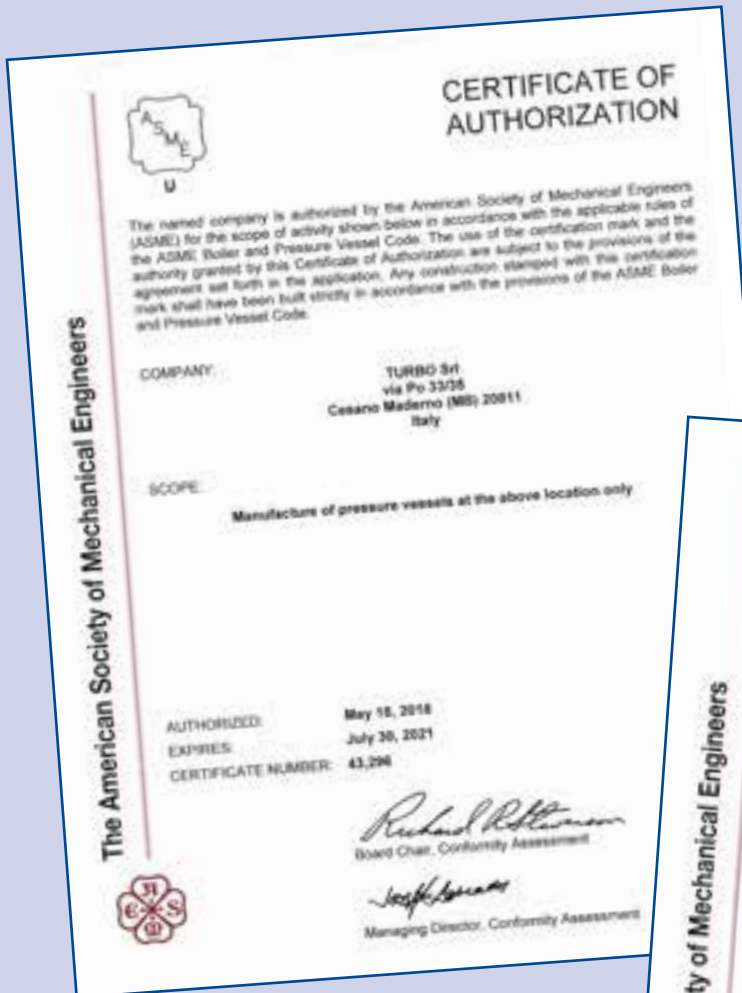 CERTIFICATE OF
AUTHORIZATION
ASME
U
The named company is authorized by the American Society of Mechanical Engineers
(ASME) for the scope of activity shown below in accordance with the applicable rules of
the ASME Boiler and Pressure Vessel Code. The use of the certification mark and the
authority granted by this Certificate of Authorization are subject to the provisions of the
agreement set forth in the application. Any construction stamped with this certification
mark shall have been built strictly in accordance with the provisions of the ASME Boiler
and Pressure Vessel Code.
COMPANY:
TURBO Srl
via Po 33/35
Cesano Maderno (MB) 20811
Italy
SCOPE:
Manufacture of pressure vessels at the above location only
AUTHORIZED: May 18, 2018
EXPIRES: July 30, 2021
CERTIFICATE NUMBER: 43,296
Board Chair, Conformity Assessment
Managing Director, Conformity Assessment
The American Society of Mechanical Engineers
ASME
ty of Mechanical Engineers